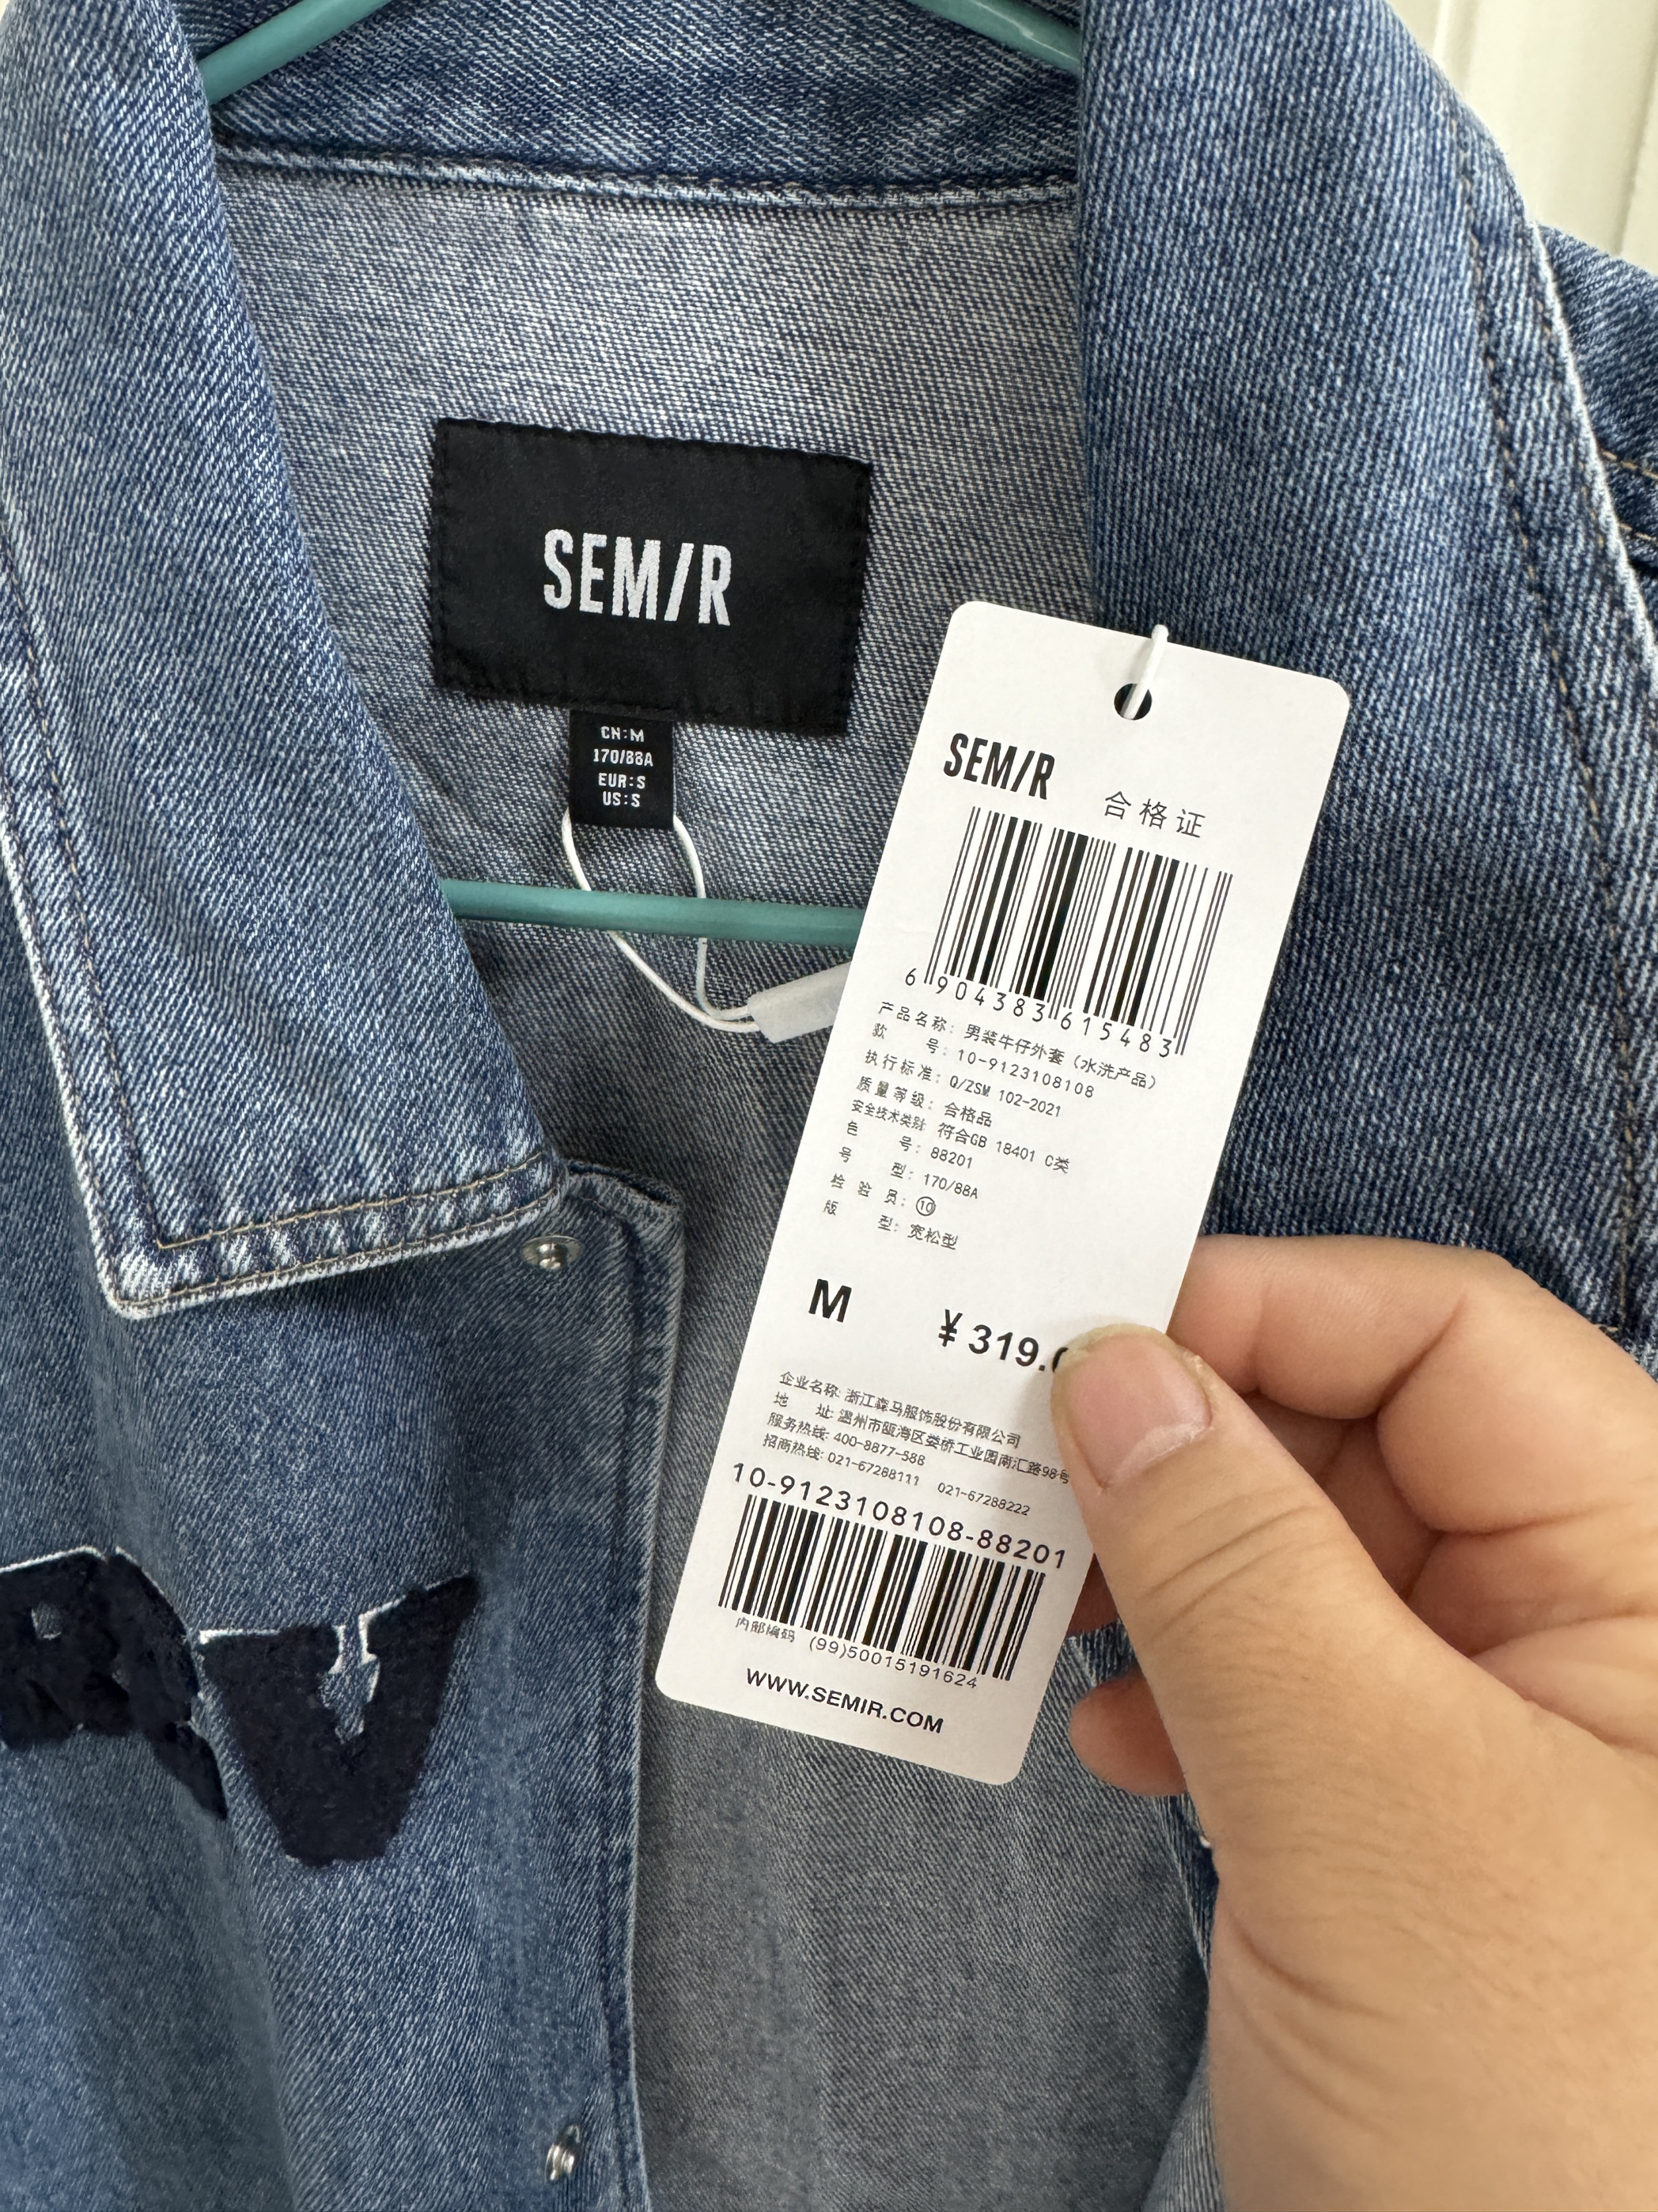 SEM/R
CN:M
170/88A
EUR:S
US:S
SEM/R
合格证
6 904383 615483
产品名称: 男装牛仔外套 (水洗产品)
款 号: 10-9123108108
执行标准: Q/ZSM 102-2021
质量等级: 合格品
安全技术类别: 符合GB 18401 C类
色 号: 88201
号 型: 170/88A
检 验 员: ⑩
版 型: 宽松型
M ¥319.
企业名称: 浙江森马服饰股份有限公司
地 址: 温州市瓯海区娄桥工业园南汇路98号
服务热线: 400-8877-588
招商热线: 021-67288111 021-67288222
10-9123108108-88201
内部编码 (99)50015191624
WWW.SEMIR.COM